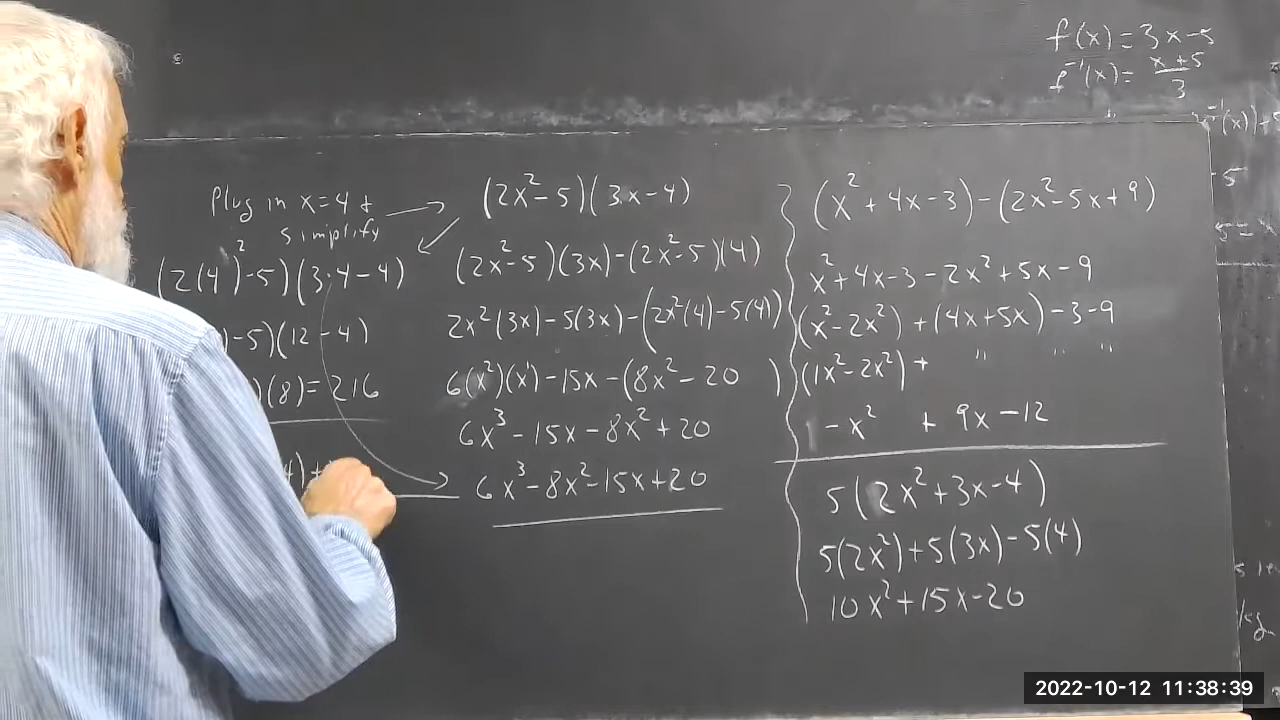 f(x) = 3x-5
f⁻¹(x) = (x+5)/3
⁻¹(x))+5
-5
Plug in x=4 &
simplify
(2(4)²-5)(3·4-4)
)-5)(12-4)
)(8) = 216
4)+
(2x²-5)(3x-4)
(2x²-5)(3x)-(2x²-5)(4)
2x²(3x)-5(3x)-(2x²(4)-5(4))
6(x²)(x¹)-15x-(8x²-20)
6x³-15x-8x²+20
6x³-8x²-15x+20
(x²+4x-3)-(2x²-5x+9)
x²+4x-3-2x²+5x-9
(x²-2x²)+(4x+5x)-3-9
(1x²-2x²)+ " " "
-x² + 9x-12
5(2x²+3x-4)
5(2x²)+5(3x)-5(4)
10x²+15x-20
2022-10-12 11:38:39